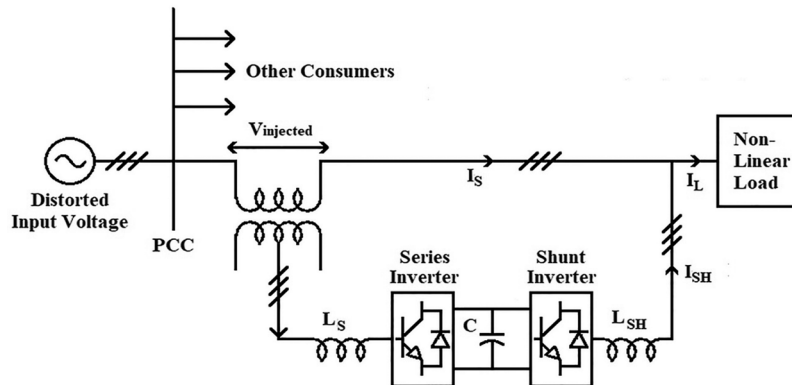 Other Consumers
Vinjected
Non-
Linear
Load
IS
IL
Distorted
Input Voltage
PCC
Series
Inverter
Shunt
Inverter
ISH
LS
C
LSH